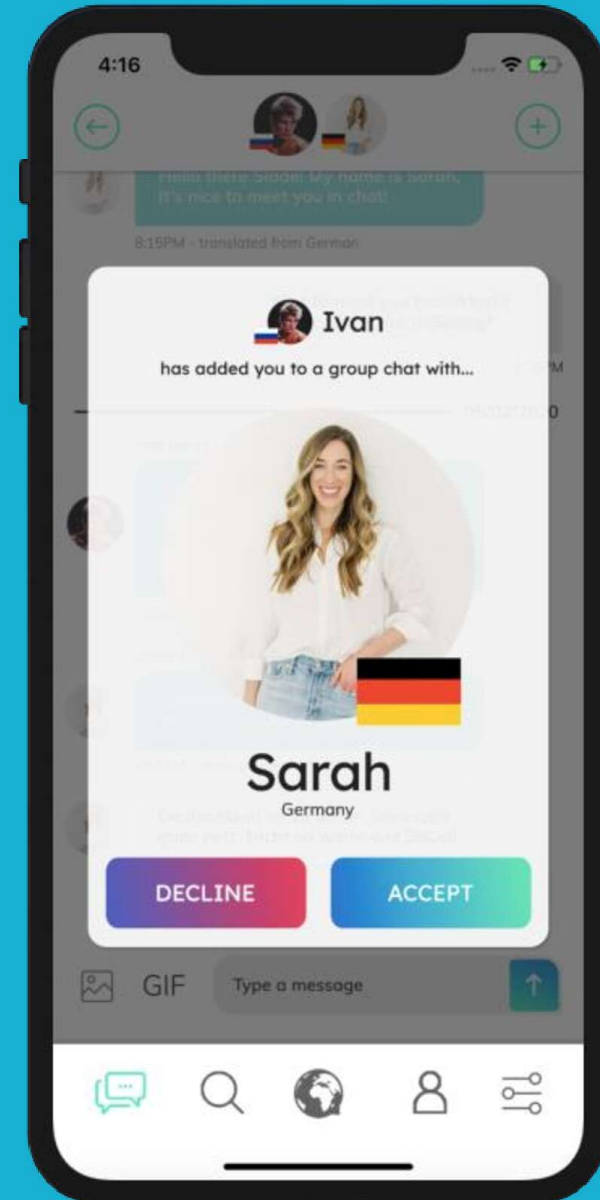 4:16
Hello there Slade! My name is Sarah,
it's nice to meet you in chat!
8:15PM - translated from German
Ivan
has added you to a group chat with...
Sarah
Germany
DECLINE
ACCEPT
GIF
Type a message